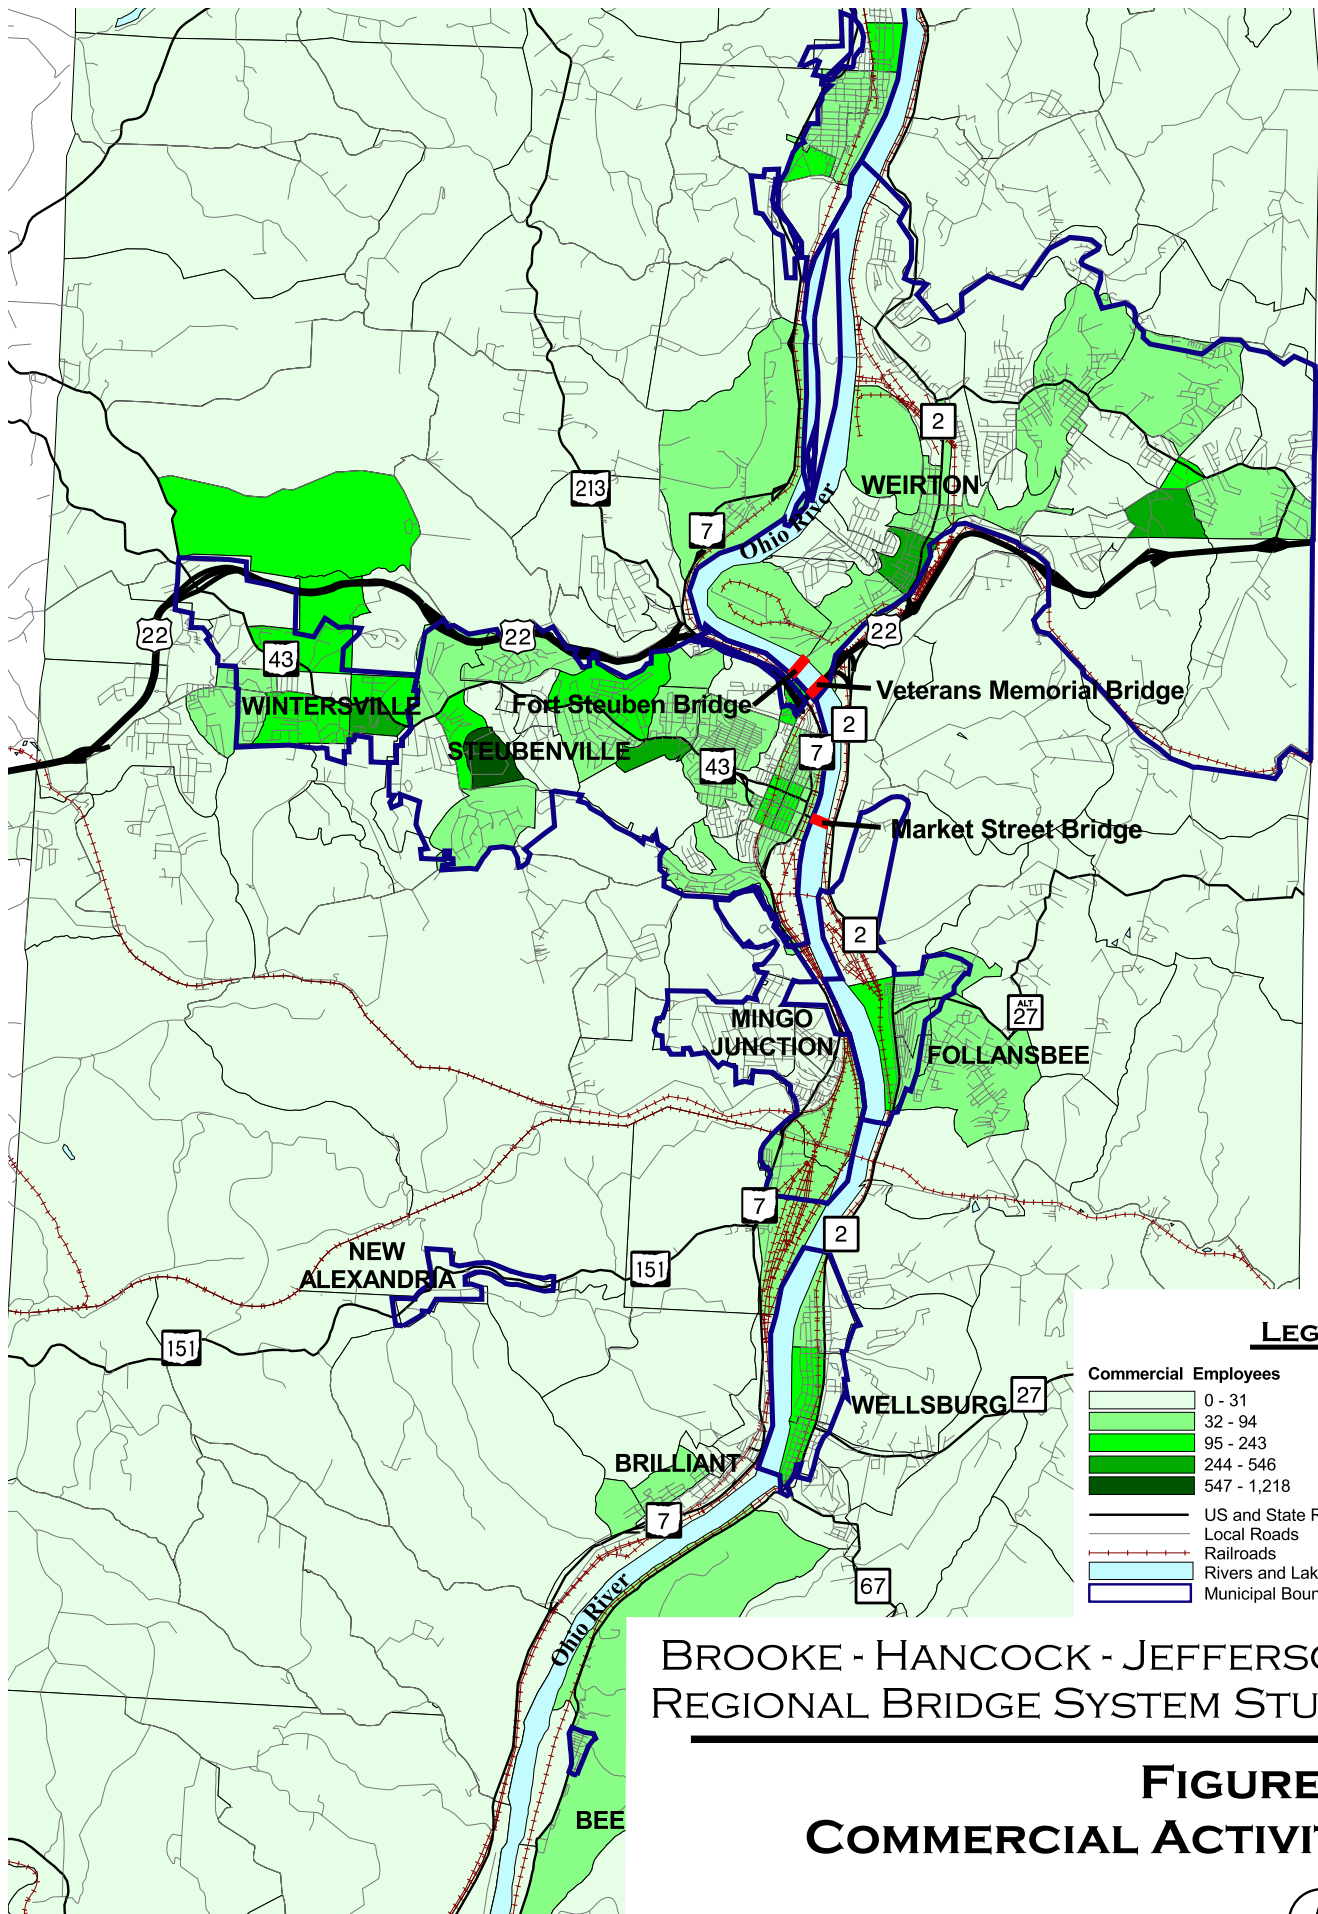 2
WEIRTON
213
7
Ohio River
22
22
22
43
WINTERSVILLE
Fort Steuben Bridge
Veterans Memorial Bridge
2
7
STEUBENVILLE
43
Market Street Bridge
2
ALT
27
MINGO
JUNCTION
FOLLANSBEE
7
2
NEW
ALEXANDRIA
151
151
LEG
Commercial Employees
0 - 31
32 - 94
95 - 243
244 - 546
547 - 1,218
US and State R
Local Roads
Railroads
Rivers and Lak
Municipal Boun
WELLSBURG
27
BRILLIANT
7
67
Ohio River
BEE
BROOKE - HANCOCK - JEFFERSO
REGIONAL BRIDGE SYSTEM STU
FIGURE
COMMERCIAL ACTIVIT